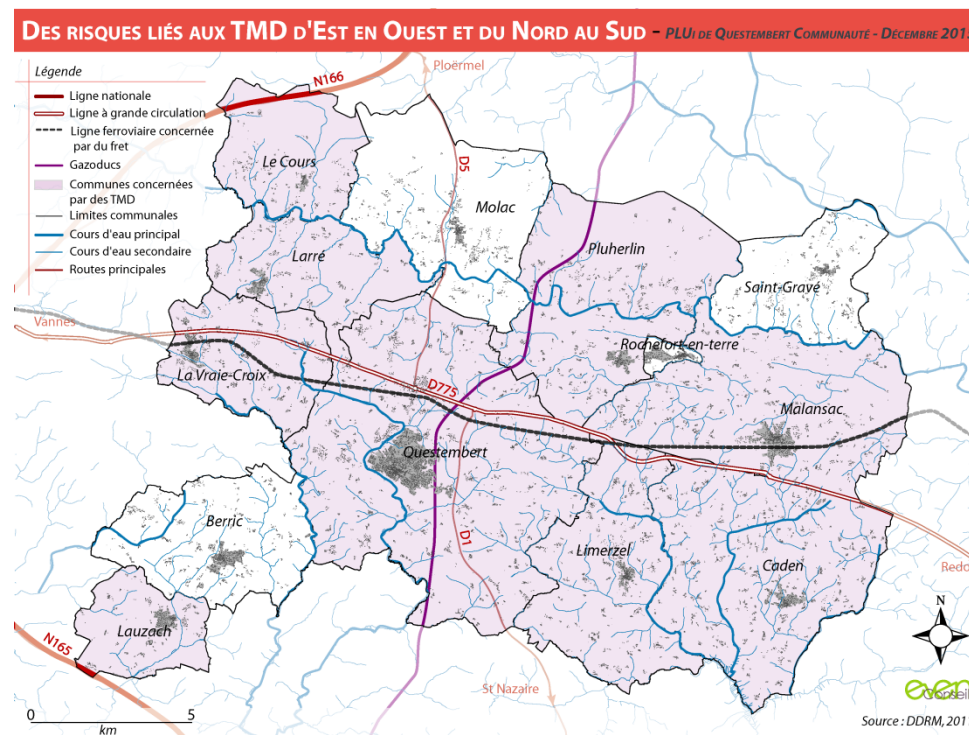 DES RISQUES LIÉS AUX TMD D'EST EN OUEST ET DU NORD AU SUD - PLUI DE QUESTEMBERT COMMUNAUTÉ - DÉCEMBRE 201
Légende
Ligne nationale
Ligne à grande circulation
Ligne ferroviaire concernée
par du fret
Gazoducs
Communes concernées
par des TMD
Limites communales
Cours d'eau principal
Cours d'eau secondaire
Routes principales
Ploërmel
N166
Le Cours
D5
Molac
Larré
Pluherlin
Saint-Gravé
Vannes
Rochefort-en-terre
La Vraie-Croix
D775
Malansac
Questembert
Berric
D1
Limerzel
Caden
Redo
Lauzach
N165
St Nazaire
N
even
Conseil
0 5
km
Source : DDRM, 201